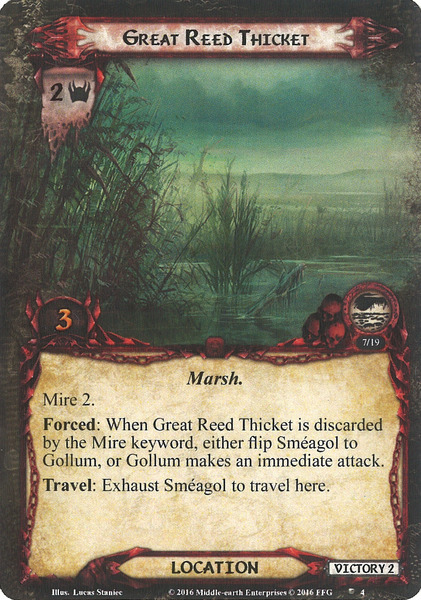 Great Reed Thicket
2
3
7/19
Marsh.
Mire 2.
Forced: When Great Reed Thicket is discarded
by the Mire keyword, either flip Sméagol to
Gollum, or Gollum makes an immediate attack.
Travel: Exhaust Sméagol to travel here.
Location
Victory 2
Illus. Lucas Staniec © 2016 Middle-earth Enterprises © 2016 FFG 4